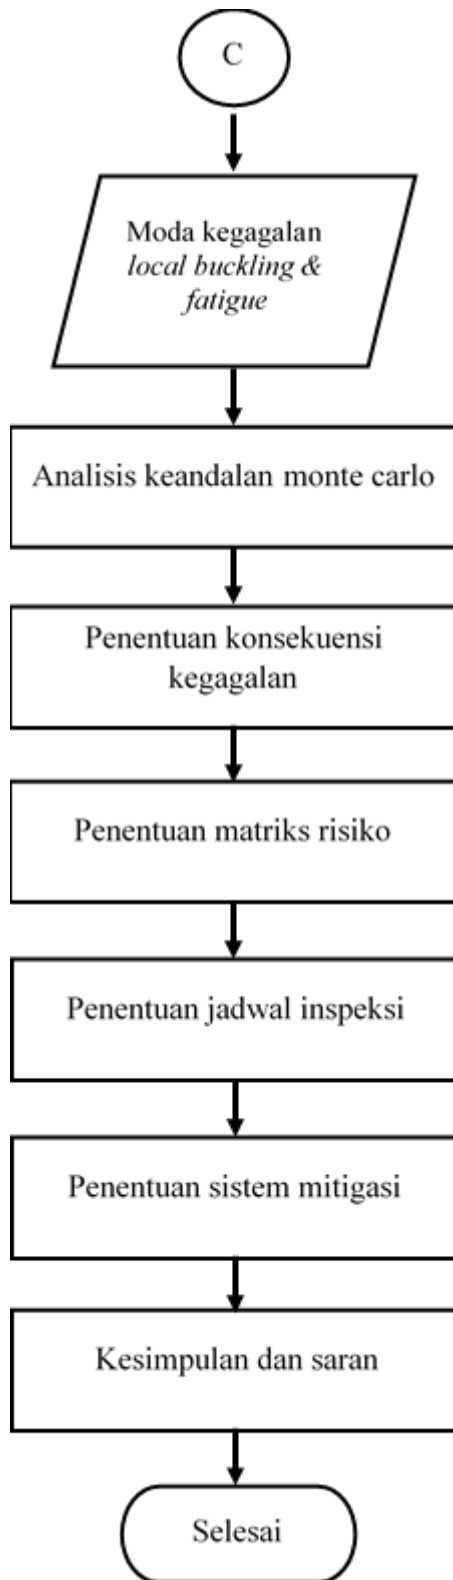 C
Moda kegagalan
local buckling &
fatigue
Analisis keandalan monte carlo
Penentuan konsekuensi
kegagalan
Penentuan matriks risiko
Penentuan jadwal inspeksi
Penentuan sistem mitigasi
Kesimpulan dan saran
Selesai